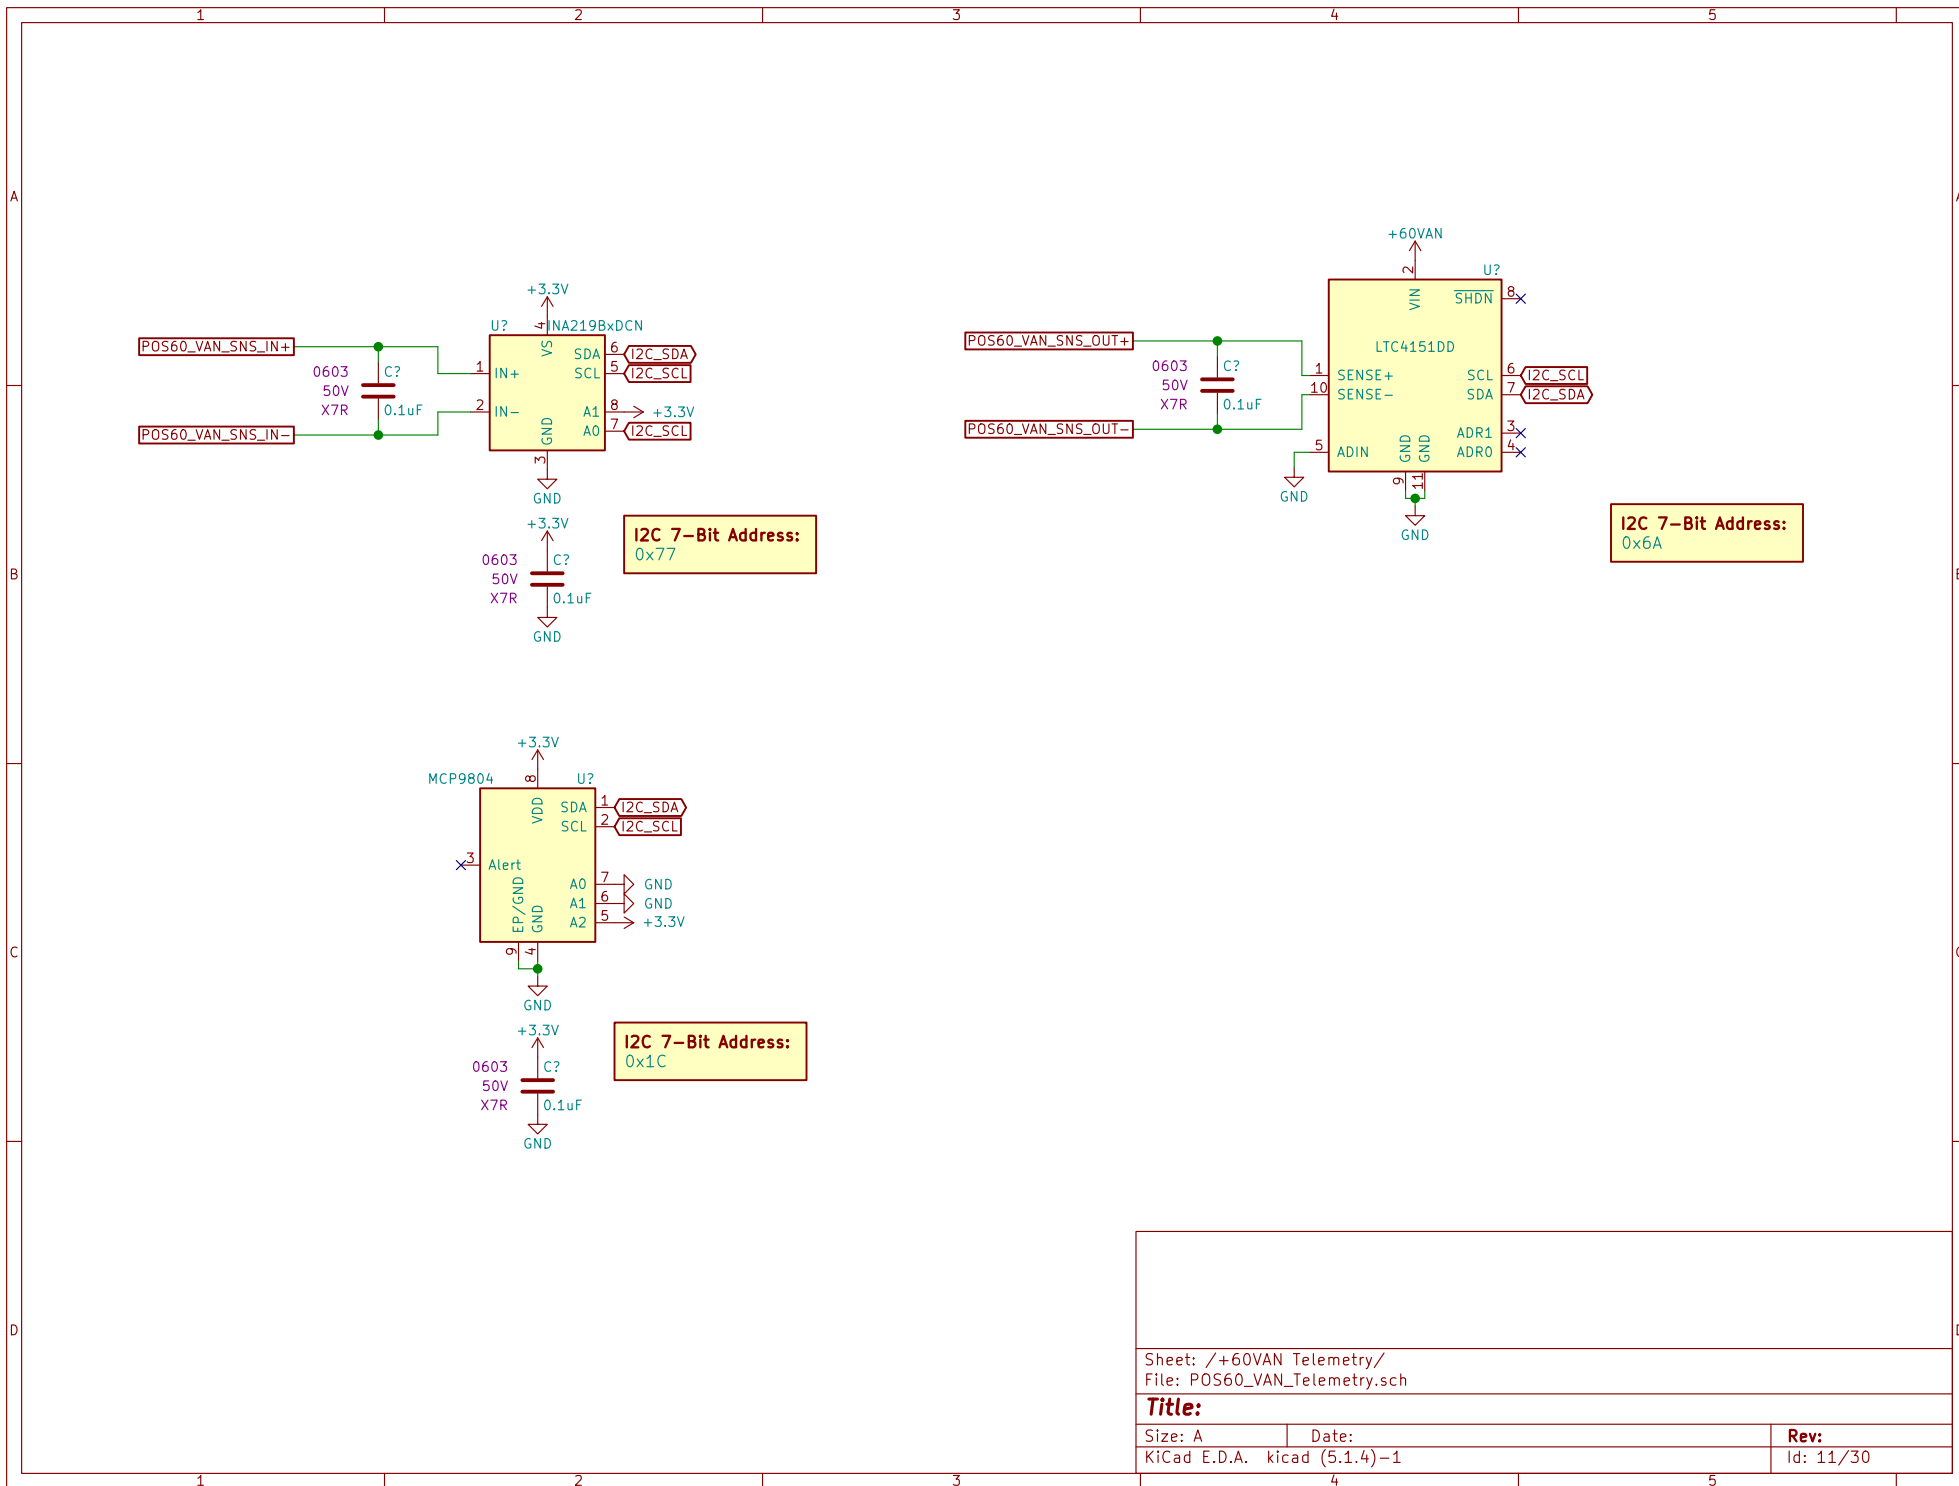 1 2 3 4 5
A
B
C
D
A
C
+3.3V
U? INA219BxDCN
4
VS
POS60_VAN_SNS_IN+
0603
50V
X7R
C?
0.1uF
POS60_VAN_SNS_IN-
1 IN+
2 IN-
SDA 6 I2C_SDA
SCL 5 I2C_SCL
A1 8 +3.3V
A0 7 I2C_SCL
GND
3
GND
+3.3V
0603
50V
X7R
C?
0.1uF
GND
I2C 7-Bit Address:
0x77
+60VAN
U?
2
VIN
SHDN 8
LTC4151DD
POS60_VAN_SNS_OUT+
0603
50V
X7R
C?
0.1uF
POS60_VAN_SNS_OUT-
1 SENSE+
10 SENSE-
5 ADIN
GND
SCL 6 I2C_SCL
SDA 7 I2C_SDA
ADR1 3
ADR0 4
GND
GND
9
11
GND
I2C 7-Bit Address:
0x6A
+3.3V
MCP9804 U?
8
VDD
SDA 1 I2C_SDA
SCL 2 I2C_SCL
3 Alert
A0 7 GND
A1 6 GND
A2 5 +3.3V
EP/GND
GND
9
4
GND
+3.3V
0603
50V
X7R
C?
0.1uF
GND
I2C 7-Bit Address:
0x1C
Sheet: /+60VAN Telemetry/
File: POS60_VAN_Telemetry.sch
Title:
Size: A Date: Rev:
KiCad E.D.A. kicad (5.1.4)-1 Id: 11/30
1 2 3 4 5